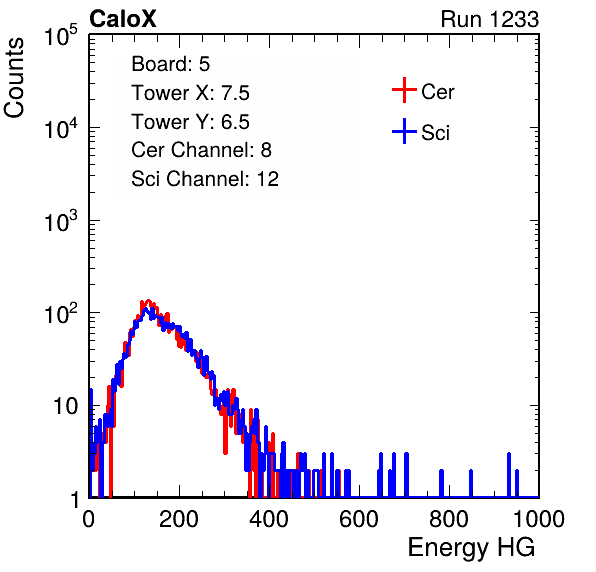 CaloX Run 1233
Counts
Board: 5
Tower X: 7.5
Tower Y: 6.5
Cer Channel: 8
Sci Channel: 12
Cer
Sci
10^5
10^4
10^3
10^2
10
1
0 200 400 600 800 1000
Energy HG